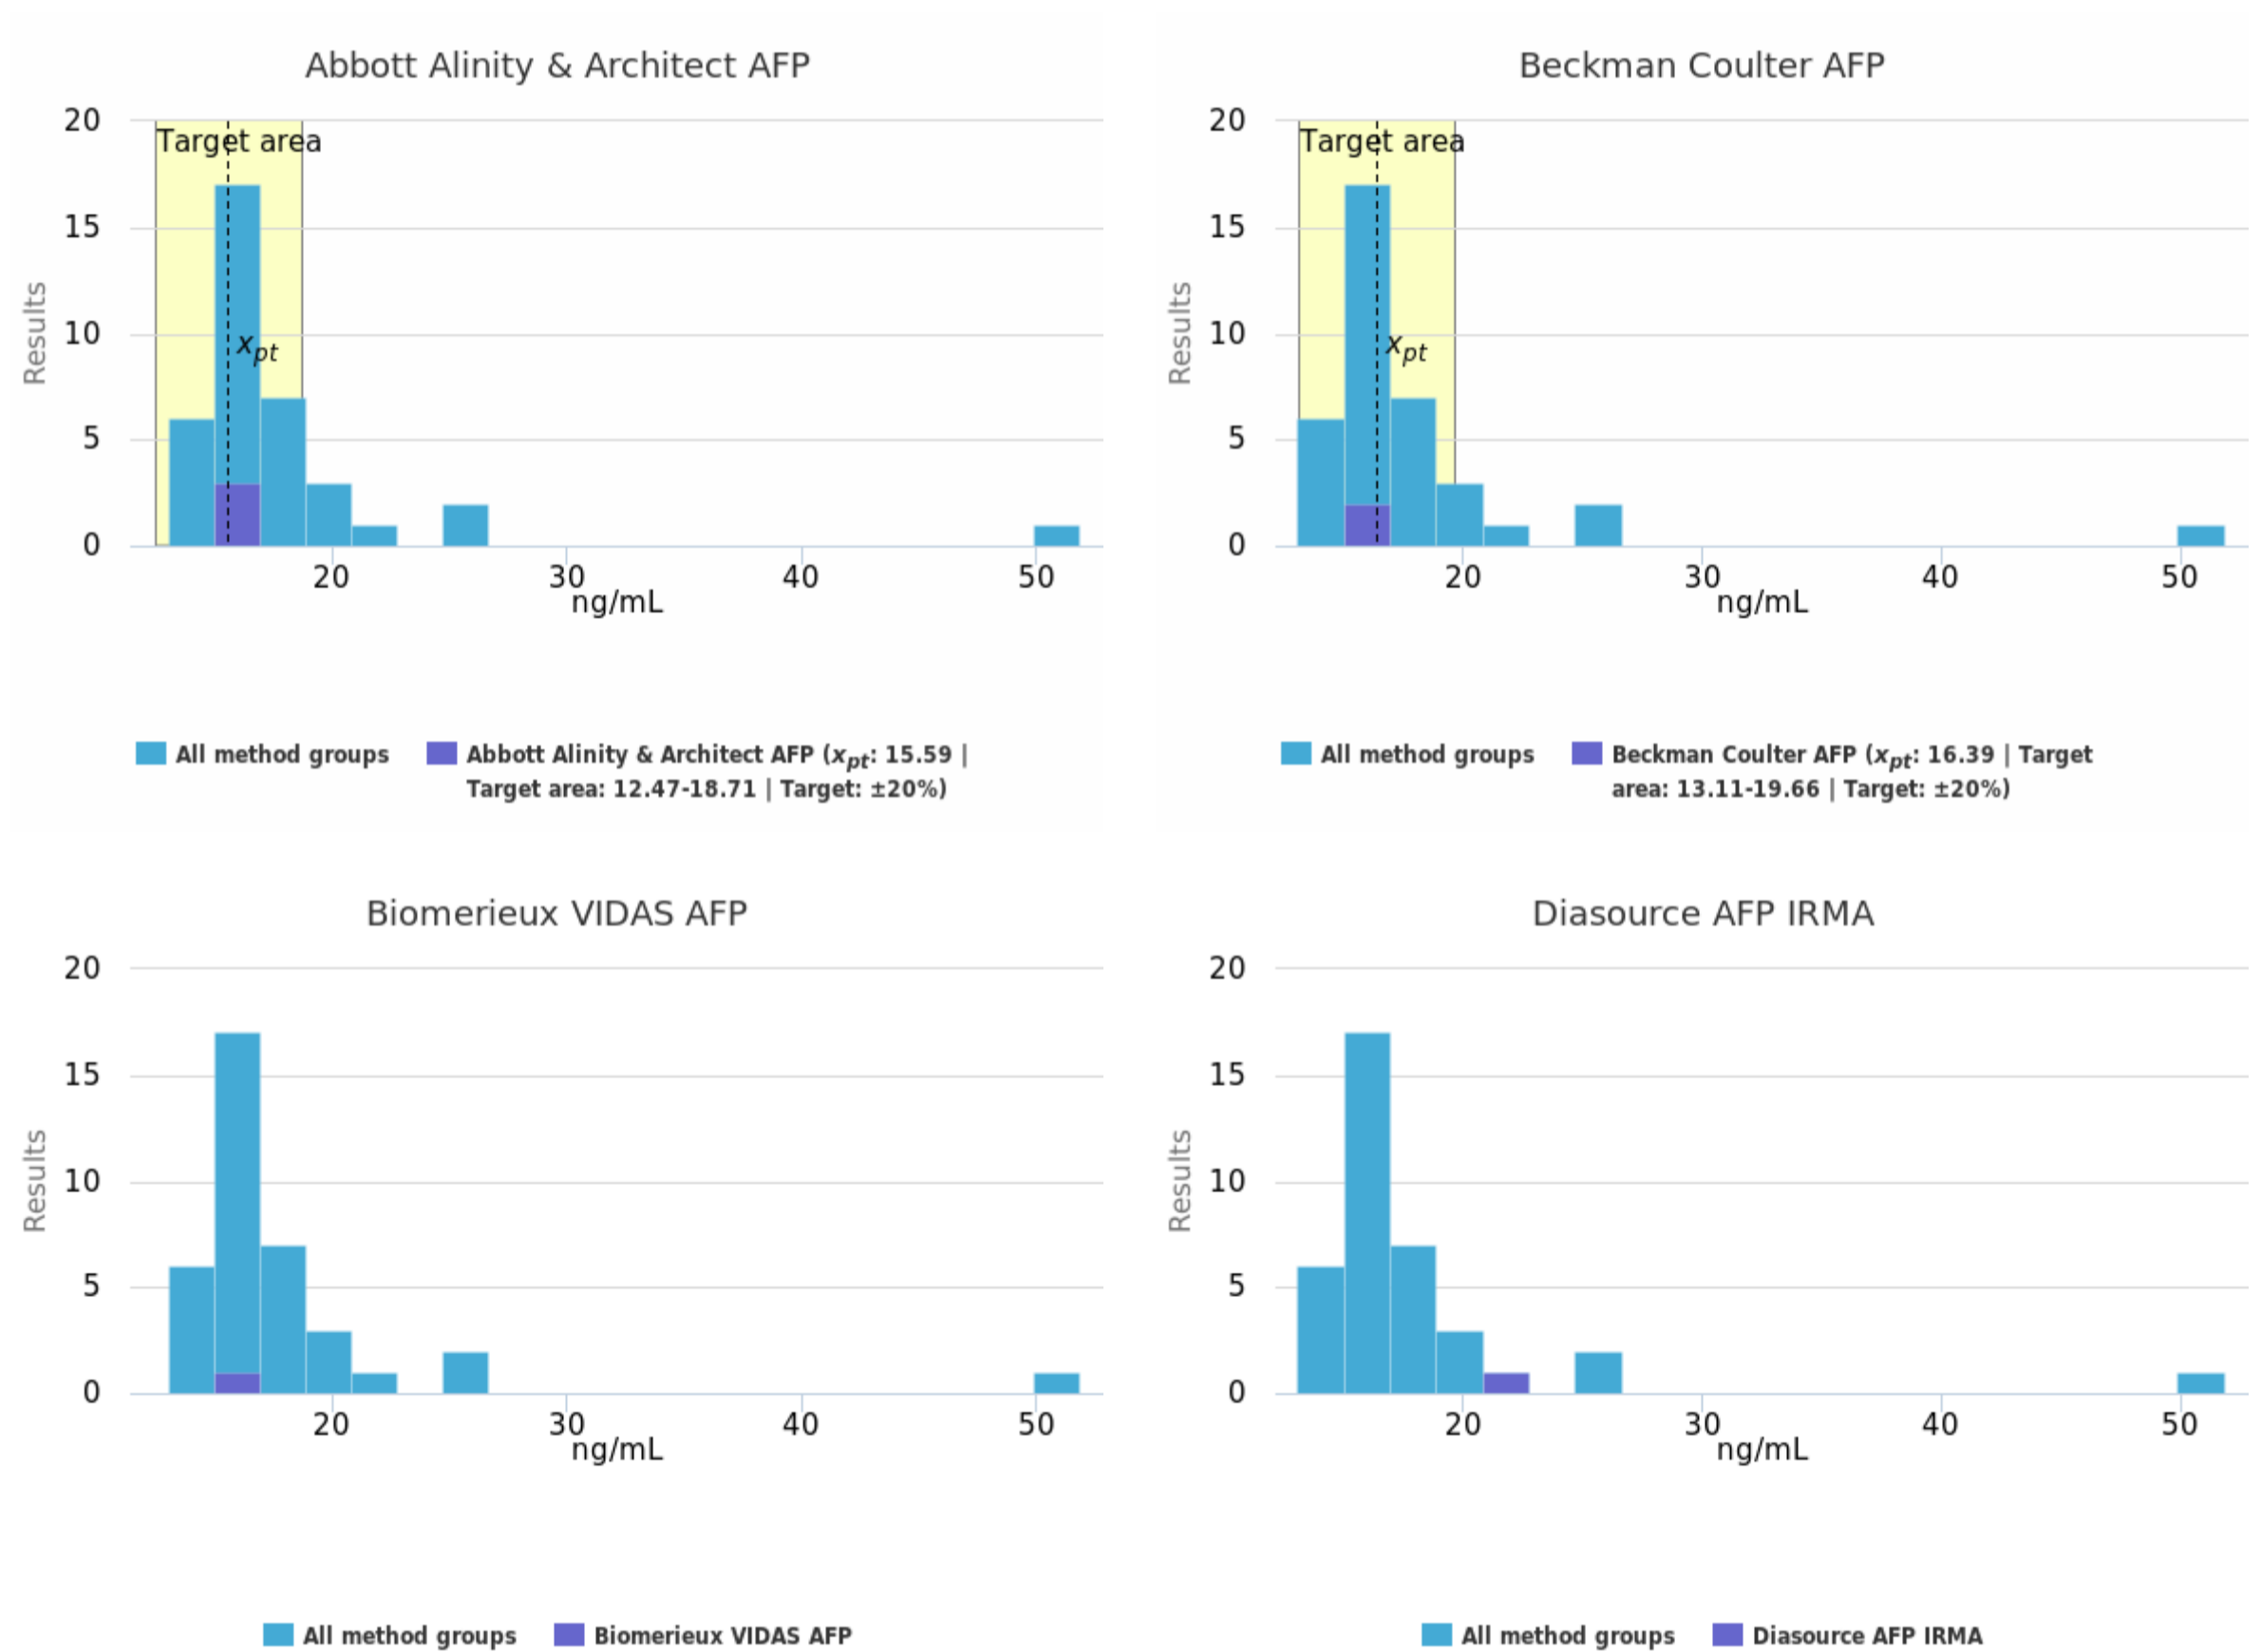 Abbott Alinity & Architect AFP
20
Target area
15
Results
10
xpt
5
0
20
30
40
50
ng/mL
All method groups
Abbott Alinity & Architect AFP (xpt: 15.59 |
Target area: 12.47-18.71 | Target: ±20%)
Beckman Coulter AFP
20
Target area
15
Results
10
xpt
5
0
20
30
40
50
ng/mL
All method groups
Beckman Coulter AFP (xpt: 16.39 | Target
area: 13.11-19.66 | Target: ±20%)
Biomerieux VIDAS AFP
20
15
Results
10
5
0
20
30
40
50
ng/mL
All method groups
Biomerieux VIDAS AFP
Diasource AFP IRMA
20
15
Results
10
5
0
20
30
40
50
ng/mL
All method groups
Diasource AFP IRMA